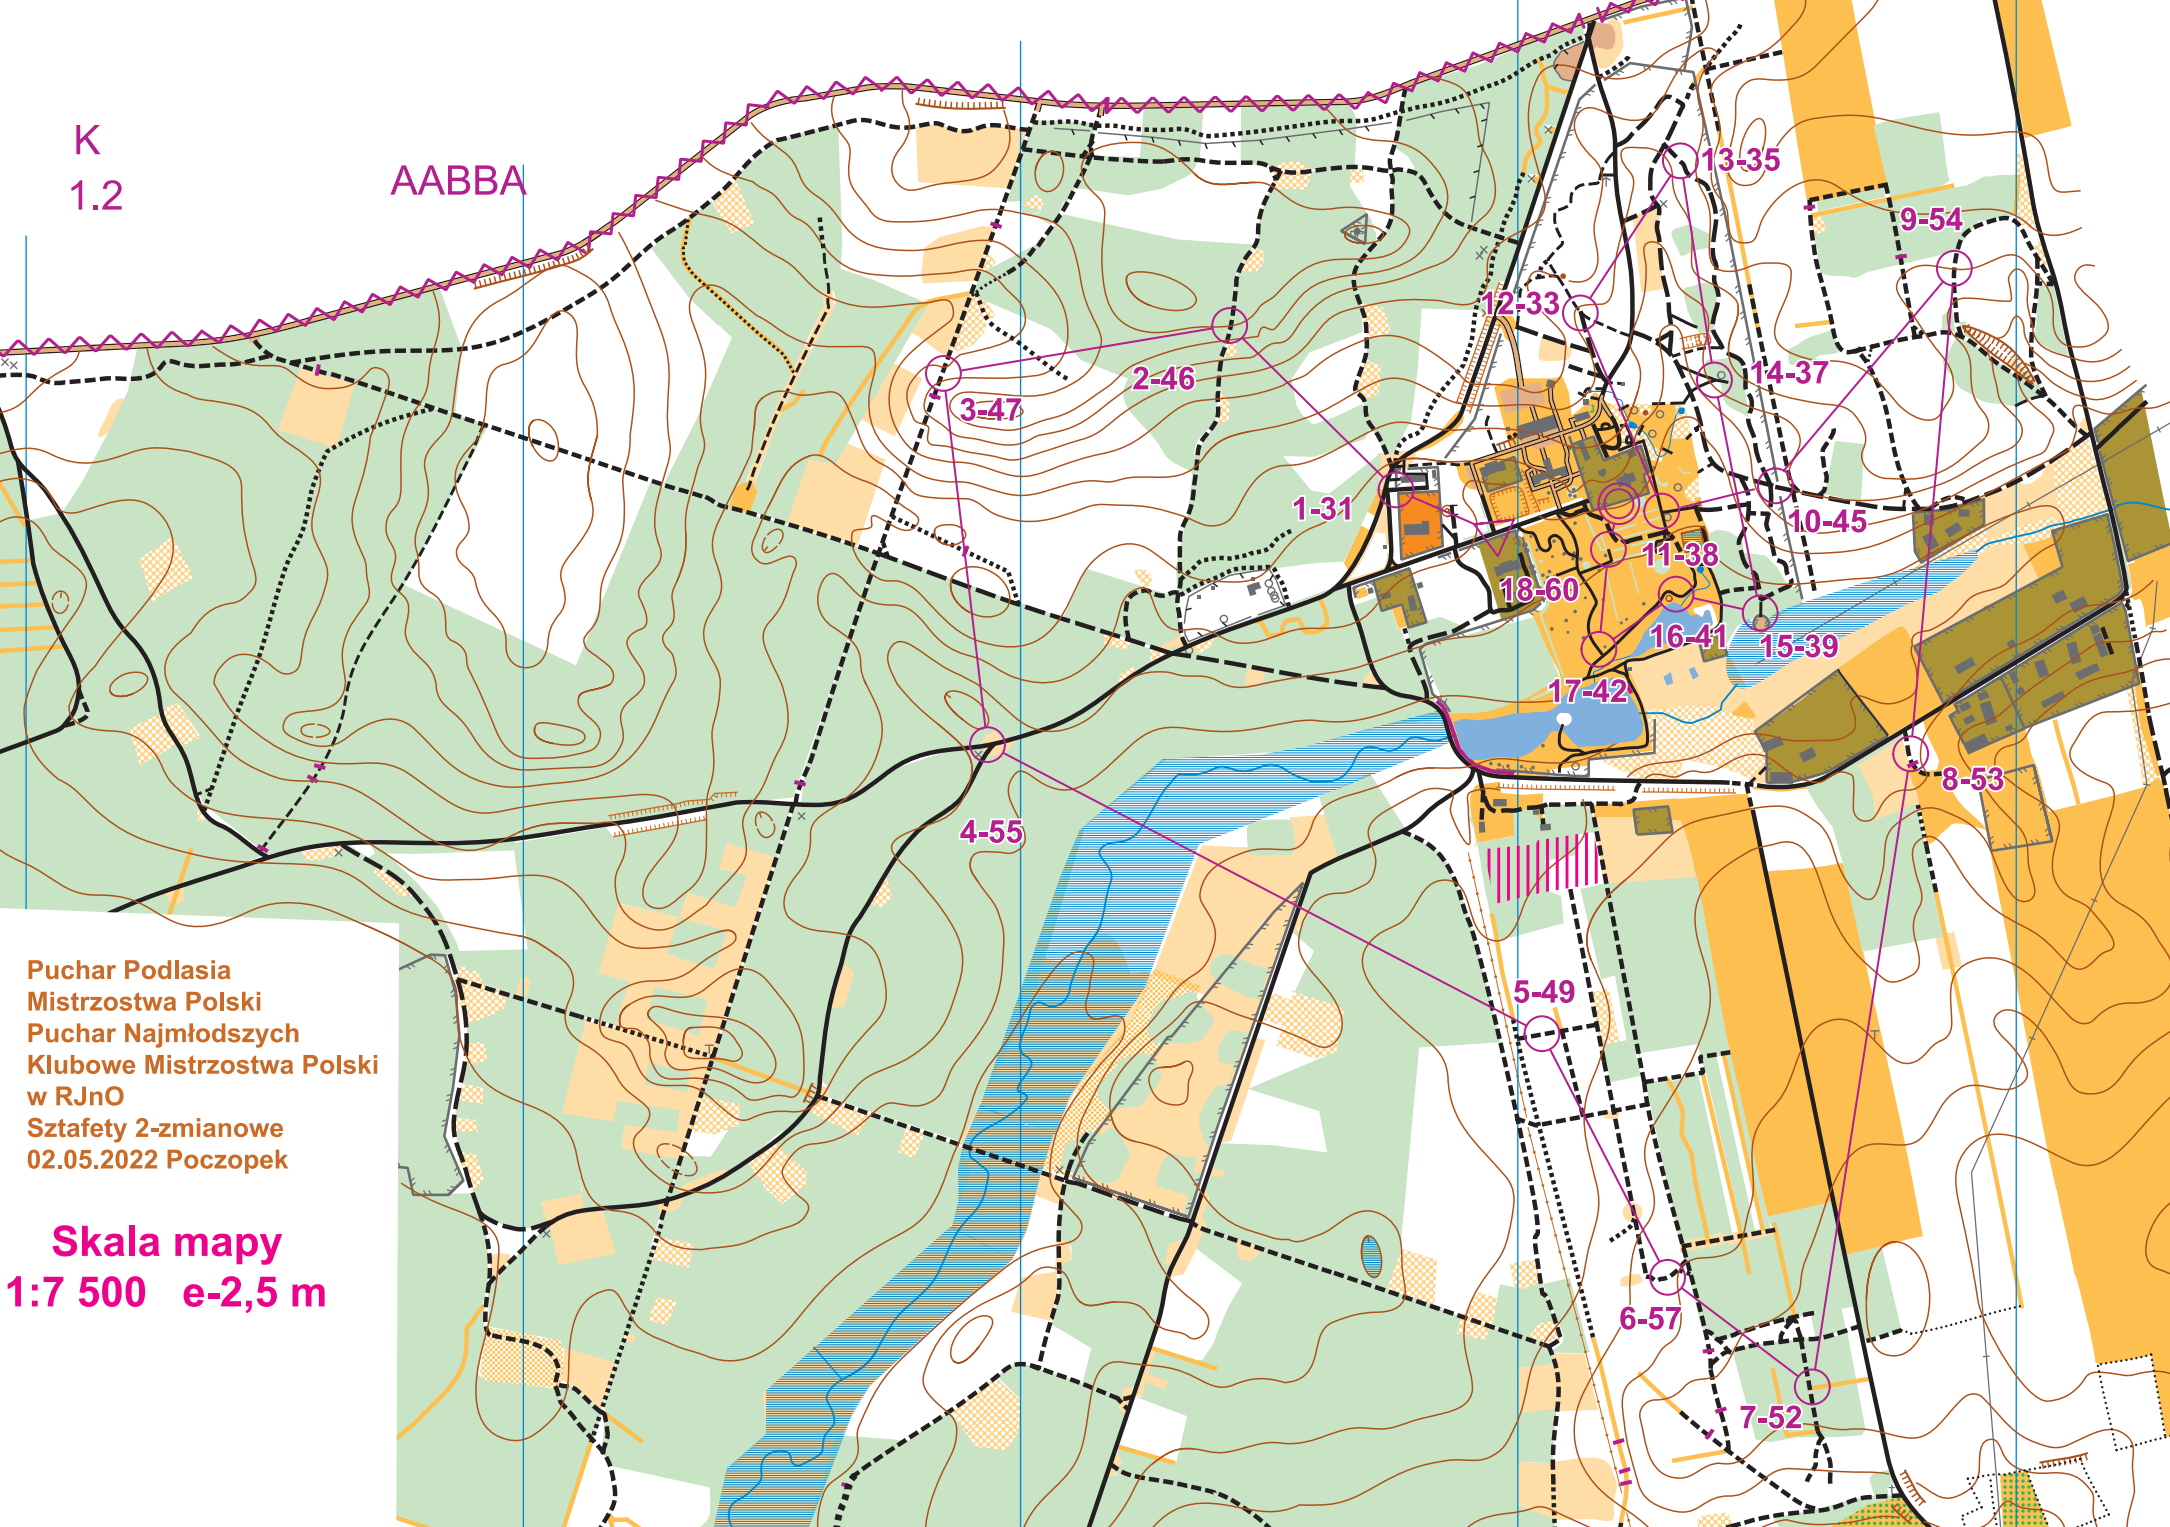 K
1.2
AABBA
13-35
9-54
12-33
2-46
14-37
3-47
1-31
10-45
11-38
18-60
16-41
15-39
17-42
8-53
4-55
5-49
6-57
7-52
Puchar Podlasia
Mistrzostwa Polski
Puchar Najmłodszych
Klubowe Mistrzostwa Polski
w RJnO
Sztafety 2-zmianowe
02.05.2022 Poczopek
Skala mapy
1:7 500 e-2,5 m